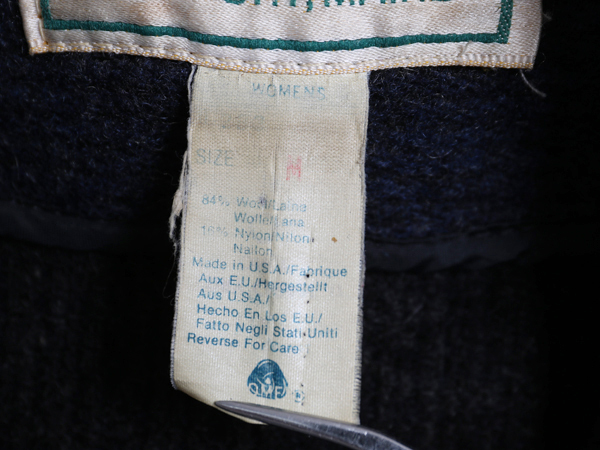 WOMENS
SIZE M
84% Wool/Laine
Wolle/Lana
16% Nylon/Nilon
Nailon
Made in U.S.A./Fabrique
Aux E.U./Hergestellt
Aus U.S.A./
Hecho En Los E.U./
Fatto Negli Stati Uniti
Reverse For Care